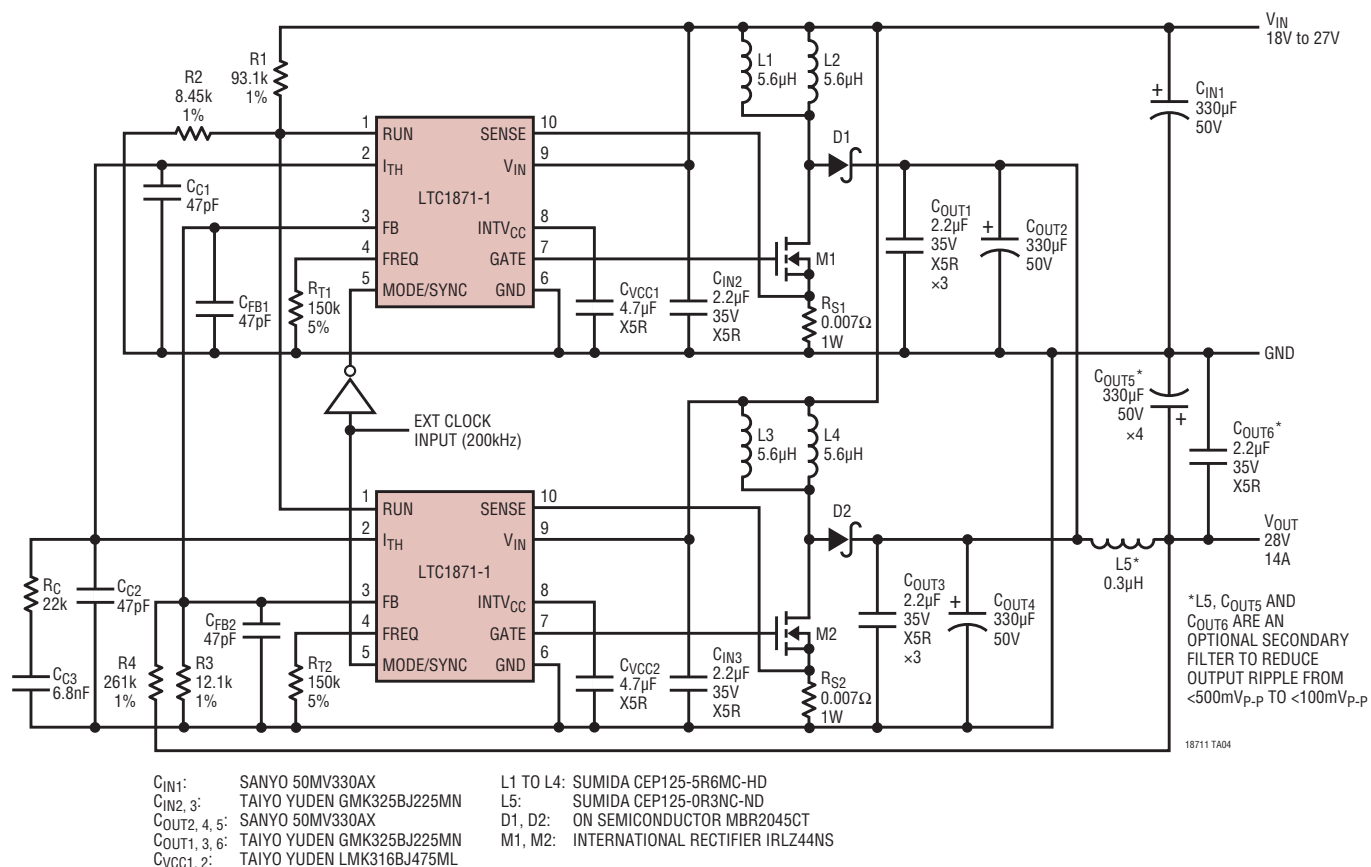 VIN
18V to 27V
R1
93.1k
1%
R2
8.45k
1%
L1
5.6µH
L2
5.6µH
CIN1
330µF
50V
+
1
RUN
2
ITH
3
FB
4
FREQ
5
MODE/SYNC
LTC1871-1
SENSE
10
VIN
9
INTVCC
8
GATE
7
GND
6
D1
CC1
47pF
CFB1
47pF
RT1
150k
5%
CVCC1
4.7µF
X5R
CIN2
2.2µF
35V
X5R
M1
RS1
0.007Ω
1W
COUT1
2.2µF
35V
X5R
×3
+
COUT2
330µF
50V
GND
EXT CLOCK
INPUT (200kHz)
L3
5.6µH
L4
5.6µH
COUT5*
330µF
50V
×4
+
COUT6*
2.2µF
35V
X5R
1
RUN
2
ITH
3
FB
4
FREQ
5
MODE/SYNC
LTC1871-1
SENSE
10
VIN
9
INTVCC
8
GATE
7
GND
6
D2
RC
22k
CC2
47pF
CC3
6.8nF
R4
261k
1%
R3
12.1k
1%
CFB2
47pF
RT2
150k
5%
CVCC2
4.7µF
X5R
CIN3
2.2µF
35V
X5R
M2
RS2
0.007Ω
1W
COUT3
2.2µF
35V
X5R
×3
+
COUT4
330µF
50V
L5*
0.3µH
VOUT
28V
14A
*L5, COUT5 AND
COUT6 ARE AN
OPTIONAL SECONDARY
FILTER TO REDUCE
OUTPUT RIPPLE FROM
<500mVP-P TO <100mVP-P
18711 TA04
CIN1: SANYO 50MV330AX
CIN2, 3: TAIYO YUDEN GMK325BJ225MN
COUT2, 4, 5: SANYO 50MV330AX
COUT1, 3, 6: TAIYO YUDEN GMK325BJ225MN
CVCC1, 2: TAIYO YUDEN LMK316BJ475ML
L1 TO L4: SUMIDA CEP125-5R6MC-HD
L5: SUMIDA CEP125-0R3NC-ND
D1, D2: ON SEMICONDUCTOR MBR2045CT
M1, M2: INTERNATIONAL RECTIFIER IRLZ44NS